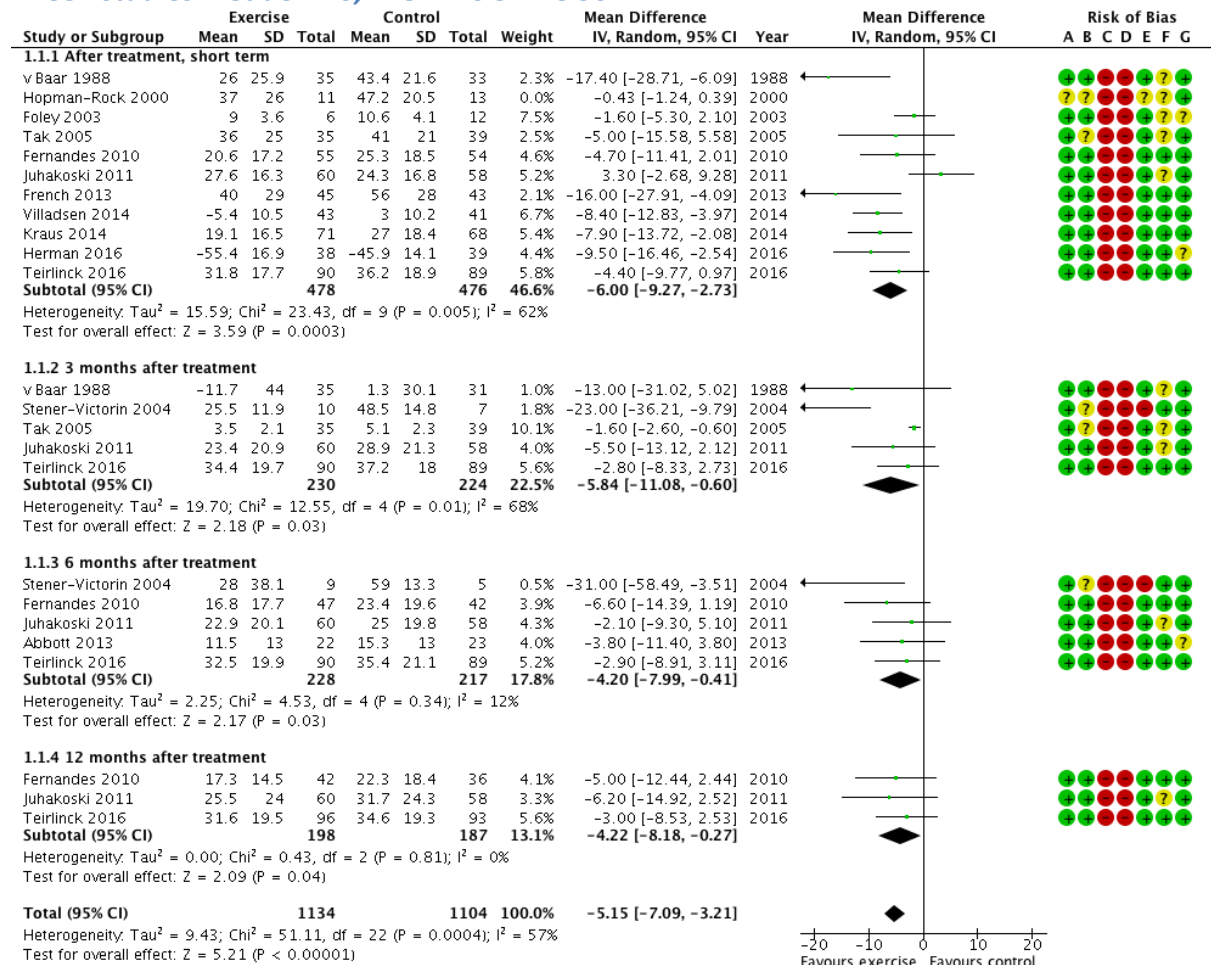 Exercise Control Mean Difference Mean Difference Risk of Bias
Study or Subgroup Mean SD Total Mean SD Total Weight IV, Random, 95% CI Year IV, Random, 95% CI A B C D E F G
1.1.1 After treatment, short term
v Baar 1988 26 25.9 35 43.4 21.6 33 2.3% -17.40 [-28.71, -6.09] 1988 + + - - + ? +
Hopman-Rock 2000 37 26 11 47.2 20.5 13 0.0% -0.43 [-1.24, 0.39] 2000 ? ? - - ? ? +
Foley 2003 9 3.6 6 10.6 4.1 12 7.5% -1.60 [-5.30, 2.10] 2003 + + - - + ? ?
Tak 2005 36 25 35 41 21 39 2.5% -5.00 [-15.58, 5.58] 2005 + ? - - + ? +
Fernandes 2010 20.6 17.2 55 25.3 18.5 54 4.6% -4.70 [-11.41, 2.01] 2010 + + - - + + +
Juhakoski 2011 27.6 16.3 60 24.3 16.8 58 5.2% 3.30 [-2.68, 9.28] 2011 + + - - + ? +
French 2013 40 29 45 56 28 43 2.1% -16.00 [-27.91, -4.09] 2013 + + - - + + +
Villadsen 2014 -5.4 10.5 43 3 10.2 41 6.7% -8.40 [-12.83, -3.97] 2014 + + - - + + +
Kraus 2014 19.1 16.5 71 27 18.4 68 5.4% -7.90 [-13.72, -2.08] 2014 + + - - + + +
Herman 2016 -55.4 16.9 38 -45.9 14.1 39 4.4% -9.50 [-16.46, -2.54] 2016 + + - - + + ?
Teirlinck 2016 31.8 17.7 90 36.2 18.9 89 5.8% -4.40 [-9.77, 0.97] 2016 + + - - + + +
Subtotal (95% CI) 478 476 46.6% -6.00 [-9.27, -2.73]
Heterogeneity: Tau² = 15.59; Chi² = 23.43, df = 9 (P = 0.005); I² = 62%
Test for overall effect: Z = 3.59 (P = 0.0003)
1.1.2 3 months after treatment
v Baar 1988 -11.7 44 35 1.3 30.1 31 1.0% -13.00 [-31.02, 5.02] 1988 + + - - + ? +
Stener-Victorin 2004 25.5 11.9 10 48.5 14.8 7 1.8% -23.00 [-36.21, -9.79] 2004 + ? - - - + +
Tak 2005 3.5 2.1 35 5.1 2.3 39 10.1% -1.60 [-2.60, -0.60] 2005 + ? - - + ? +
Juhakoski 2011 23.4 20.9 60 28.9 21.3 58 4.0% -5.50 [-13.12, 2.12] 2011 + + - - + ? +
Teirlinck 2016 34.4 19.7 90 37.2 18 89 5.6% -2.80 [-8.33, 2.73] 2016 + + - - + + +
Subtotal (95% CI) 230 224 22.5% -5.84 [-11.08, -0.60]
Heterogeneity: Tau² = 19.70; Chi² = 12.55, df = 4 (P = 0.01); I² = 68%
Test for overall effect: Z = 2.18 (P = 0.03)
1.1.3 6 months after treatment
Stener-Victorin 2004 28 38.1 9 59 13.3 5 0.5% -31.00 [-58.49, -3.51] 2004 + ? - - - + +
Fernandes 2010 16.8 17.7 47 23.4 19.6 42 3.9% -6.60 [-14.39, 1.19] 2010 + + - - + + +
Juhakoski 2011 22.9 20.1 60 25 19.8 58 4.3% -2.10 [-9.30, 5.10] 2011 + + - - + ? +
Abbott 2013 11.5 13 22 15.3 13 23 4.0% -3.80 [-11.40, 3.80] 2013 + + - - + + ?
Teirlinck 2016 32.5 19.9 90 35.4 21.1 89 5.2% -2.90 [-8.91, 3.11] 2016 + + - - + + +
Subtotal (95% CI) 228 217 17.8% -4.20 [-7.99, -0.41]
Heterogeneity: Tau² = 2.25; Chi² = 4.53, df = 4 (P = 0.34); I² = 12%
Test for overall effect: Z = 2.17 (P = 0.03)
1.1.4 12 months after treatment
Fernandes 2010 17.3 14.5 42 22.3 18.4 36 4.1% -5.00 [-12.44, 2.44] 2010 + + - - + + +
Juhakoski 2011 25.5 24 60 31.7 24.3 58 3.3% -6.20 [-14.92, 2.52] 2011 + + - - + ? +
Teirlinck 2016 31.6 19.5 96 34.6 19.3 93 5.6% -3.00 [-8.53, 2.53] 2016 + + - - + + +
Subtotal (95% CI) 198 187 13.1% -4.22 [-8.18, -0.27]
Heterogeneity: Tau² = 0.00; Chi² = 0.43, df = 2 (P = 0.81); I² = 0%
Test for overall effect: Z = 2.09 (P = 0.04)
Total (95% CI) 1134 1104 100.0% -5.15 [-7.09, -3.21]
Heterogeneity: Tau² = 9.43; Chi² = 51.11, df = 22 (P = 0.0004); I² = 57%
Test for overall effect: Z = 5.21 (P < 0.00001)
-20 -10 0 10 20
Favours exercise Favours control